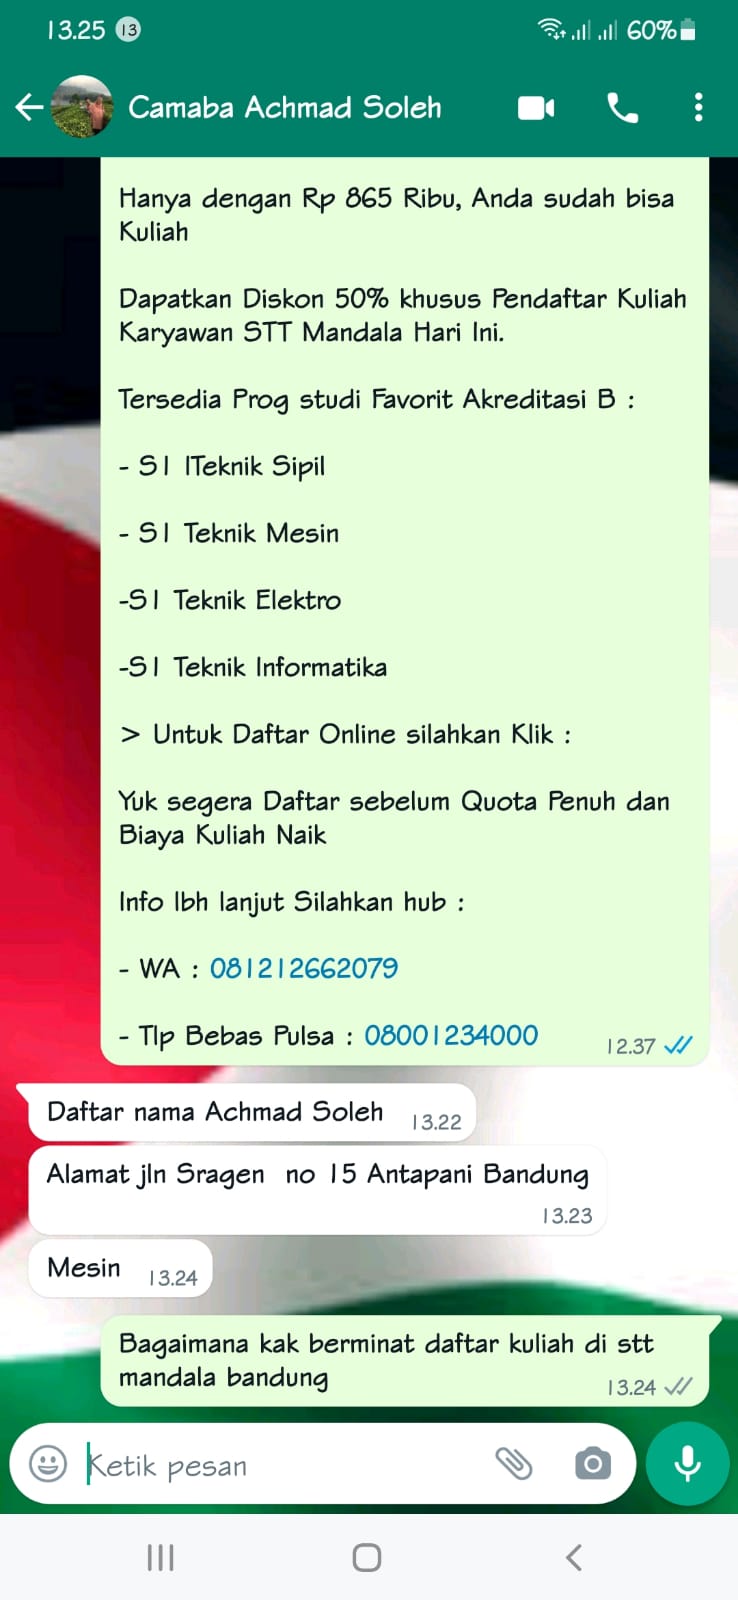 13.25 13 60%
Camaba Achmad Soleh
Hanya dengan Rp 865 Ribu, Anda sudah bisa
Kuliah
Dapatkan Diskon 50% khusus Pendaftar Kuliah
Karyawan STT Mandala Hari Ini.
Tersedia Prog studi Favorit Akreditasi B :
- S1 lTeknik Sipil
- S1 Teknik Mesin
-S1 Teknik Elektro
-S1 Teknik Informatika
> Untuk Daftar Online silahkan Klik :
Yuk segera Daftar sebelum Quota Penuh dan
Biaya Kuliah Naik
Info lbh lanjut Silahkan hub :
- WA : 081212662079
- Tlp Bebas Pulsa : 08001234000 12.37
Daftar nama Achmad Soleh 13.22
Alamat jln Sragen no 15 Antapani Bandung
13.23
Mesin 13.24
Bagaimana kak berminat daftar kuliah di stt
mandala bandung 13.24
Ketik pesan